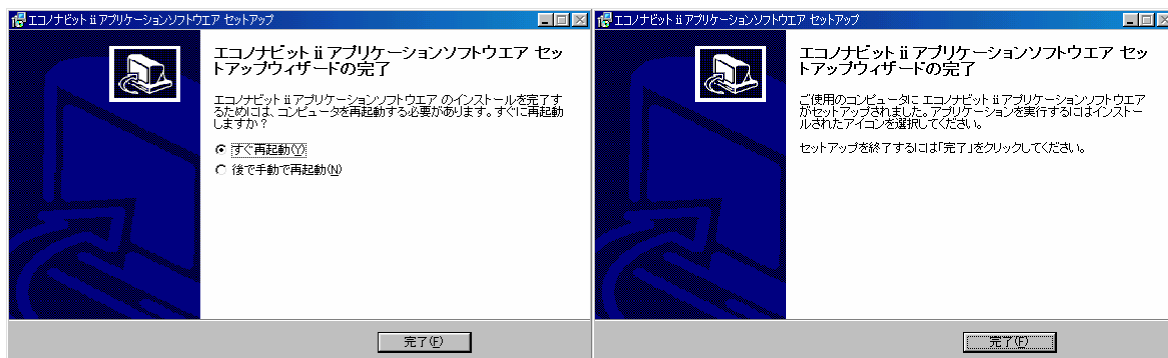 エコノナビット ii アプリケーションソフトウエア セットアップ
エコノナビット ii アプリケーションソフトウエア セッ
トアップウィザードの完了
エコノナビット ii アプリケーションソフトウエア のインストールを完了す
るためには、コンピュータを再起動する必要があります。すぐに再起動
しますか？
すぐ再起動(Y)
後で手動で再起動(N)
完了(F)
エコノナビット ii アプリケーションソフトウエア セットアップ
エコノナビット ii アプリケーションソフトウエア セッ
トアップウィザードの完了
ご使用のコンピュータに エコノナビット ii アプリケーションソフトウエア
がセットアップされました。アプリケーションを実行するにはインストー
ルされたアイコンを選択してください。
セットアップを終了するには「完了」をクリックしてください。
完了(F)